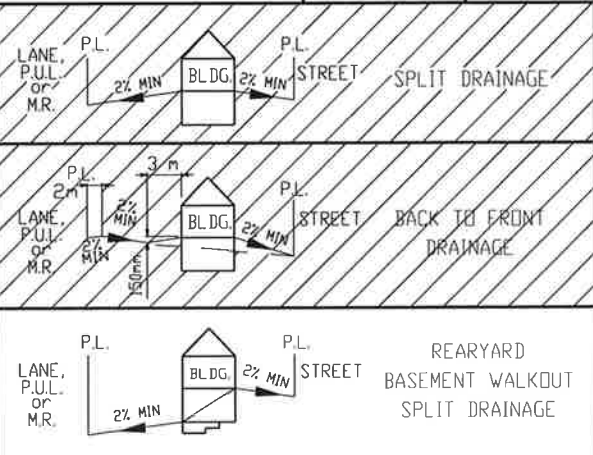 P.L.
P.L.
LANE,
P.U.L.
or
M.R.
2% MIN
BLDG.
2% MIN
STREET
SPLIT DRAINAGE
3 m
P.L.
2m
2% MIN
P.L.
LANE,
P.U.L.
or
M.R.
2% MIN
BLDG.
2% MIN
STREET
BACK TO FRONT
DRAINAGE
150mm
P.L.
P.L.
LANE,
P.U.L.
or
M.R.
2% MIN
BLDG.
2% MIN
STREET
REARYARD
BASEMENT WALKOUT
SPLIT DRAINAGE